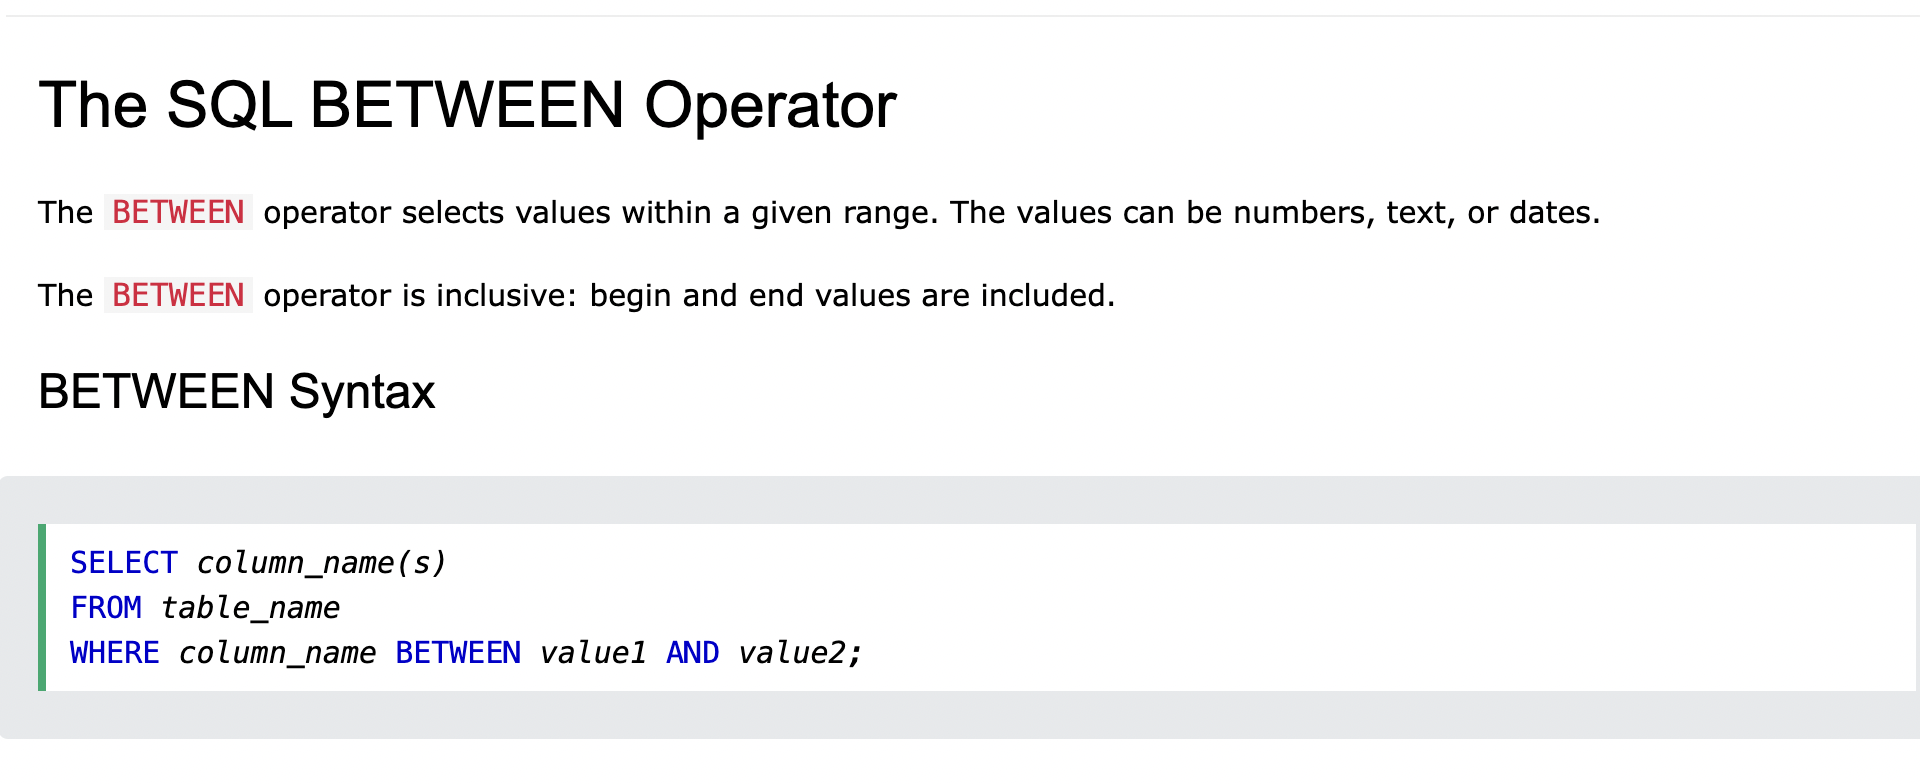 The SQL BETWEEN Operator
The BETWEEN operator selects values within a given range. The values can be numbers, text, or dates.
The BETWEEN operator is inclusive: begin and end values are included.
BETWEEN Syntax
SELECT column_name(s)
FROM table_name
WHERE column_name BETWEEN value1 AND value2;